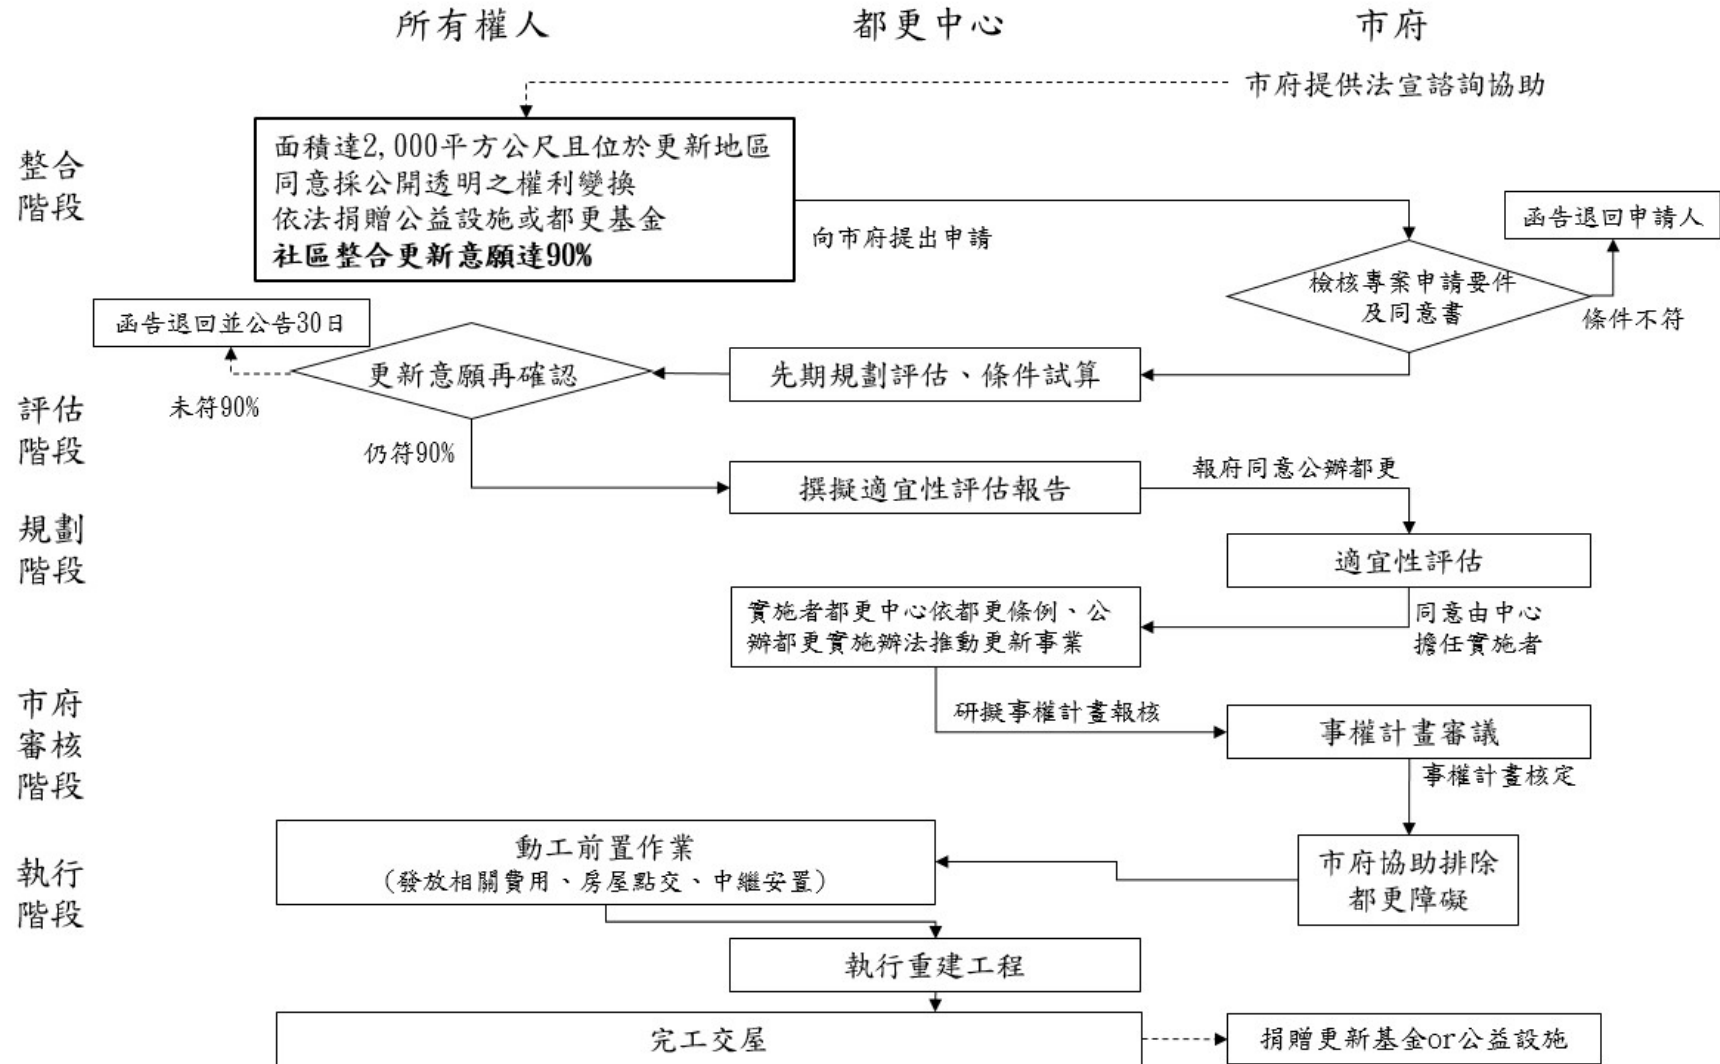 所有權人
都更中心
市府
市府提供法宣諮詢協助
整合
階段
面積達2,000平方公尺且位於更新地區
同意採公開透明之權利變換
依法捐贈公益設施或都更基金
社區整合更新意願達90%
向市府提出申請
函告退回申請人
檢核專案申請要件
及同意書
條件不符
函告退回並公告30日
更新意願再確認
先期規劃評估、條件試算
評估
階段
未符90%
仍符90%
撰擬適宜性評估報告
報府同意公辦都更
規劃
階段
適宜性評估
實施者都更中心依都更條例、公
辦都更實施辦法推動更新事業
同意由中心
擔任實施者
市府
審核
階段
研擬事權計畫報核
事權計畫審議
事權計畫核定
執行
階段
動工前置作業
(發放相關費用、房屋點交、中繼安置)
市府協助排除
都更障礙
執行重建工程
完工交屋
捐贈更新基金or公益設施